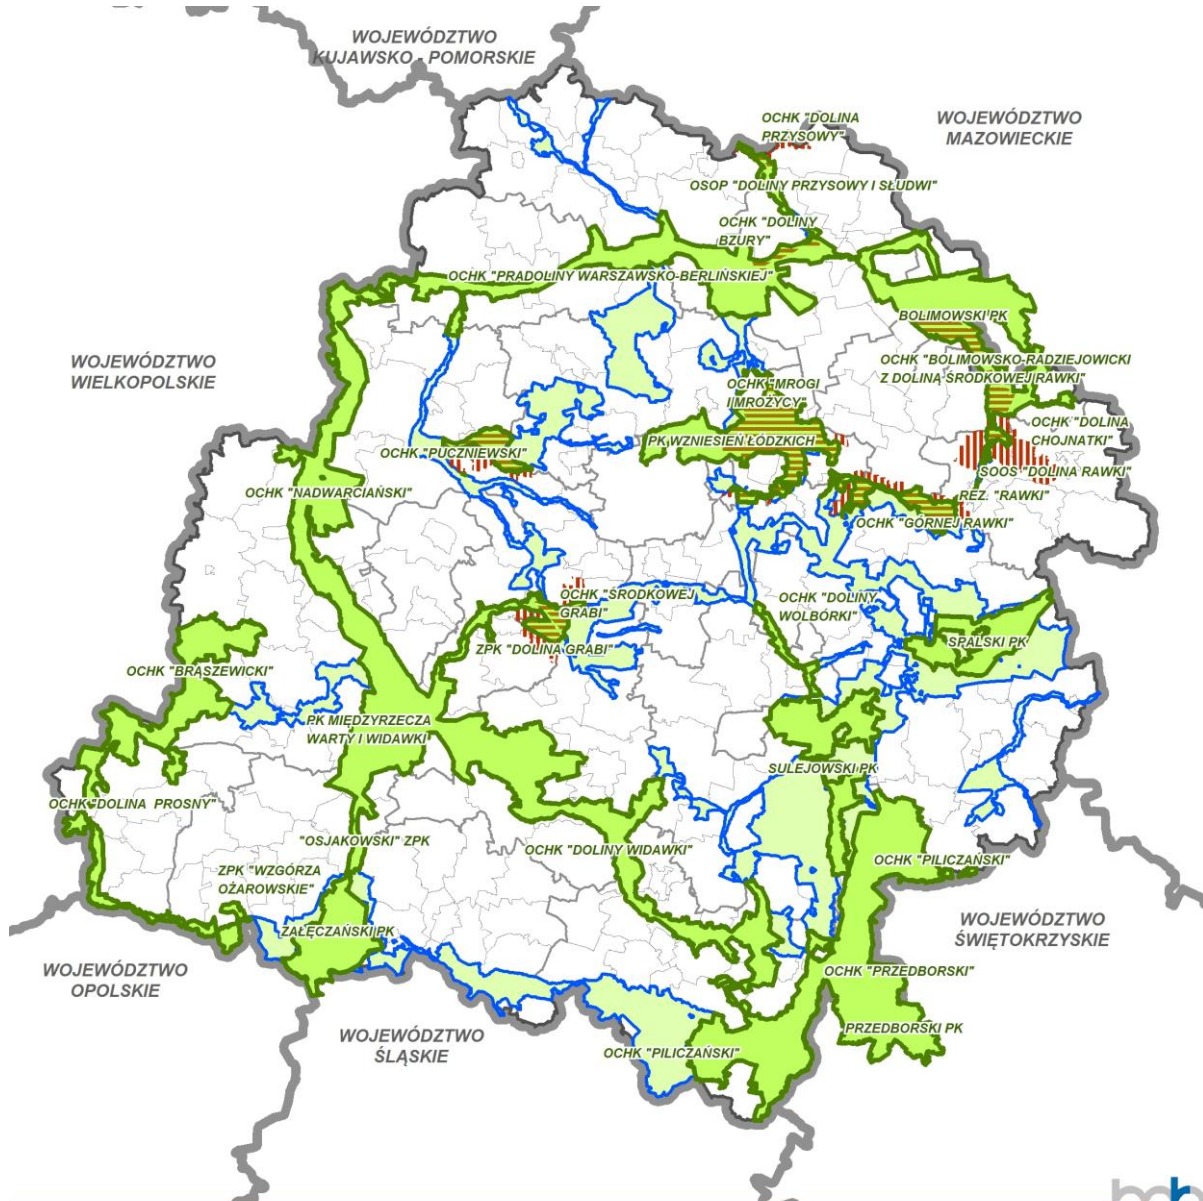 WOJEWÓDZTWO
KUJAWSKO - POMORSKIE
OCHK "DOLINA
PRZYSOWY"
WOJEWÓDZTWO
MAZOWIECKIE
OSOP "DOLINY PRZYSOWY I SŁUDWI"
OCHK "DOLINY
BZURY"
OCHK "PRADOLINY WARSZAWSKO-BERLIŃSKIEJ"
BOLIMOWSKI PK
WOJEWÓDZTWO
WIELKOPOLSKIE
OCHK "BOLIMOWSKO-RADZIEJOWICKI
Z DOLINĄ ŚRODKOWEJ RAWKI"
OCHK "MROGI
I MROŻYCY"
OCHK "DOLINA
CHOJNATKI"
PK WZNIESIEŃ ŁÓDZKICH
OCHK "PUCZNIEWSKI"
SOOS "DOLINA RAWKI"
OCHK "NADWARCIAŃSKI"
REZ. "RAWKI"
OCHK "GÓRNEJ RAWKI"
OCHK "ŚRODKOWEJ
GRABI"
OCHK "DOLINY
WOLBÓRKI"
ZPK "DOLINA GRABI"
SPALSKI PK
OCHK "BRĄSZEWICKI"
PK MIĘDZYRZECZA
WARTY I WIDAWKI
SULEJOWSKI PK
OCHK "DOLINA PROSNY"
"OSJAKOWSKI" ZPK
OCHK "DOLINY WIDAWKI"
OCHK "PILICZAŃSKI"
ZPK "WZGÓRZA
OŻAROWSKIE"
ZAŁĘCZAŃSKI PK
WOJEWÓDZTWO
ŚWIĘTOKRZYSKIE
WOJEWÓDZTWO
OPOLSKIE
OCHK "PRZEDBORSKI"
PRZEDBORSKI PK
WOJEWÓDZTWO
ŚLĄSKIE
OCHK "PILICZAŃSKI"